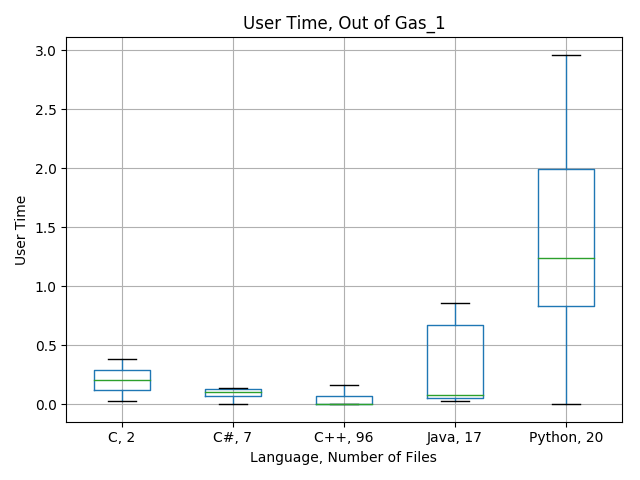 User Time, Out of Gas_1
3.0
2.5
2.0
1.5
1.0
0.5
0.0
User Time
C, 2
C#, 7
C++, 96
Java, 17
Python, 20
Language, Number of Files